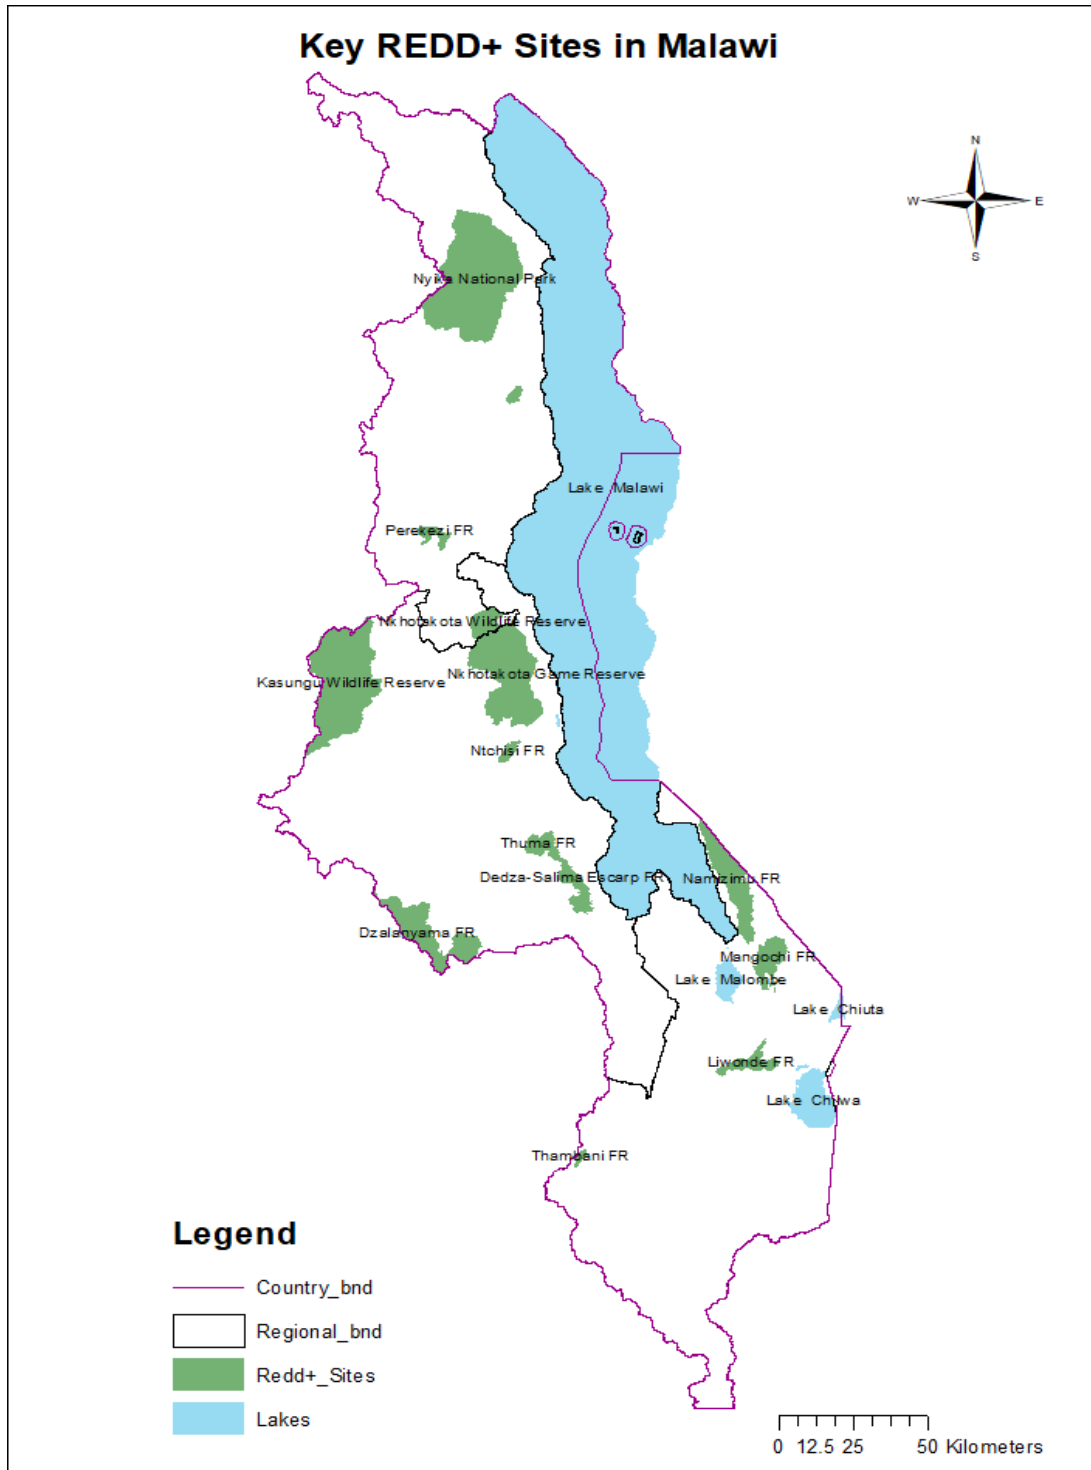 Key REDD+ Sites in Malawi
N
W
E
S
Nyika National Park
Lake Malawi
Perekezi FR
Nkhotakota Wildlife Reserve
Nkhotakota Game Reserve
Kasungu Wildlife Reserve
Ntchisi FR
Thuma FR
Dedza-Salima Escarp FR
Namizimu FR
Dzalanyama FR
Mangochi FR
Lake Malombe
Lake Chiuta
Liwonde FR
Lake Chilwa
Thambani FR
Legend
Country_bnd
Regional_bnd
Redd+_Sites
Lakes
0 12.5 25 50 Kilometers